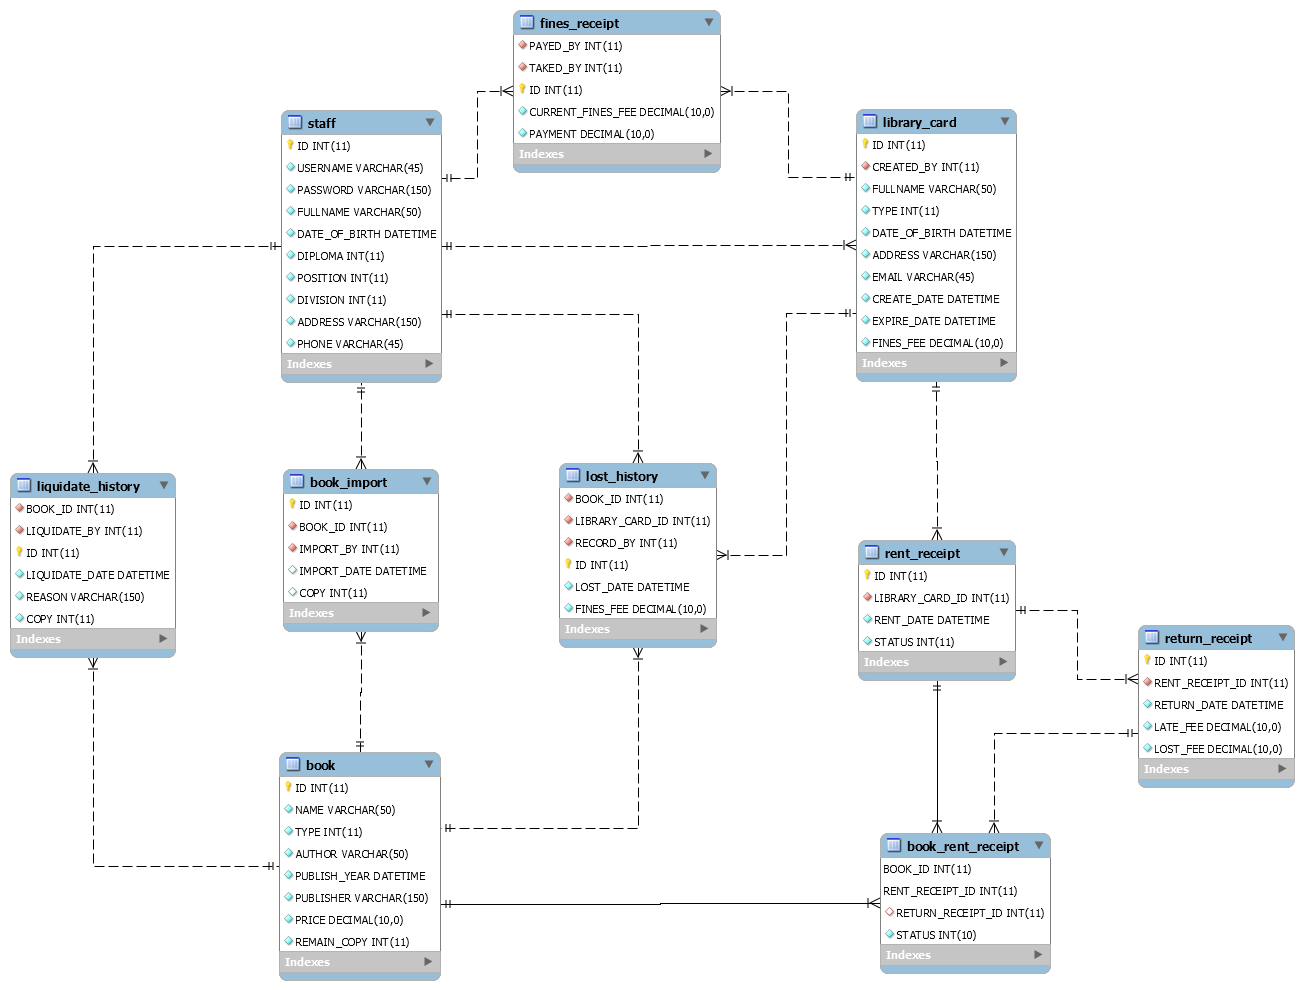 fines_receipt
PAYED_BY INT(11)
TAKED_BY INT(11)
ID INT(11)
CURRENT_FINES_FEE DECIMAL(10,0)
PAYMENT DECIMAL(10,0)
Indexes
staff
ID INT(11)
USERNAME VARCHAR(45)
PASSWORD VARCHAR(150)
FULLNAME VARCHAR(50)
DATE_OF_BIRTH DATETIME
DIPLOMA INT(11)
POSITION INT(11)
DIVISION INT(11)
ADDRESS VARCHAR(150)
PHONE VARCHAR(45)
Indexes
library_card
ID INT(11)
CREATED_BY INT(11)
FULLNAME VARCHAR(50)
TYPE INT(11)
DATE_OF_BIRTH DATETIME
ADDRESS VARCHAR(150)
EMAIL VARCHAR(45)
CREATE_DATE DATETIME
EXPIRE_DATE DATETIME
FINES_FEE DECIMAL(10,0)
Indexes
liquidate_history
BOOK_ID INT(11)
LIQUIDATE_BY INT(11)
ID INT(11)
LIQUIDATE_DATE DATETIME
REASON VARCHAR(150)
COPY INT(11)
Indexes
book_import
ID INT(11)
BOOK_ID INT(11)
IMPORT_BY INT(11)
IMPORT_DATE DATETIME
COPY INT(11)
Indexes
lost_history
BOOK_ID INT(11)
LIBRARY_CARD_ID INT(11)
RECORD_BY INT(11)
ID INT(11)
LOST_DATE DATETIME
FINES_FEE DECIMAL(10,0)
Indexes
rent_receipt
ID INT(11)
LIBRARY_CARD_ID INT(11)
RENT_DATE DATETIME
STATUS INT(11)
Indexes
return_receipt
ID INT(11)
RENT_RECEIPT_ID INT(11)
RETURN_DATE DATETIME
LATE_FEE DECIMAL(10,0)
LOST_FEE DECIMAL(10,0)
Indexes
book
ID INT(11)
NAME VARCHAR(50)
TYPE INT(11)
AUTHOR VARCHAR(50)
PUBLISH_YEAR DATETIME
PUBLISHER VARCHAR(150)
PRICE DECIMAL(10,0)
REMAIN_COPY INT(11)
Indexes
book_rent_receipt
BOOK_ID INT(11)
RENT_RECEIPT_ID INT(11)
RETURN_RECEIPT_ID INT(11)
STATUS INT(10)
Indexes